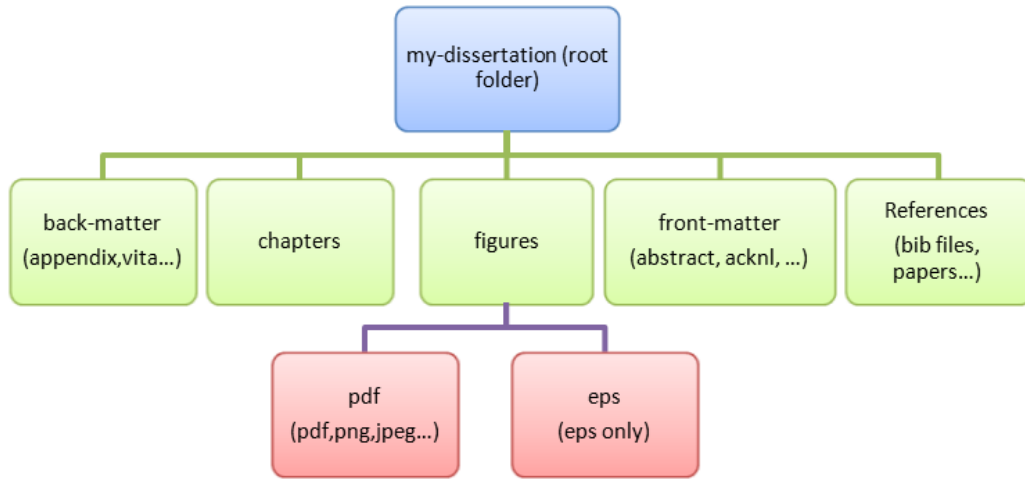 my-dissertation (root
folder)
back-matter
(appendix,vita…)
chapters
figures
front-matter
(abstract, acknl, …)
References
(bib files,
papers…)
pdf
(pdf,png,jpeg…)
eps
(eps only)